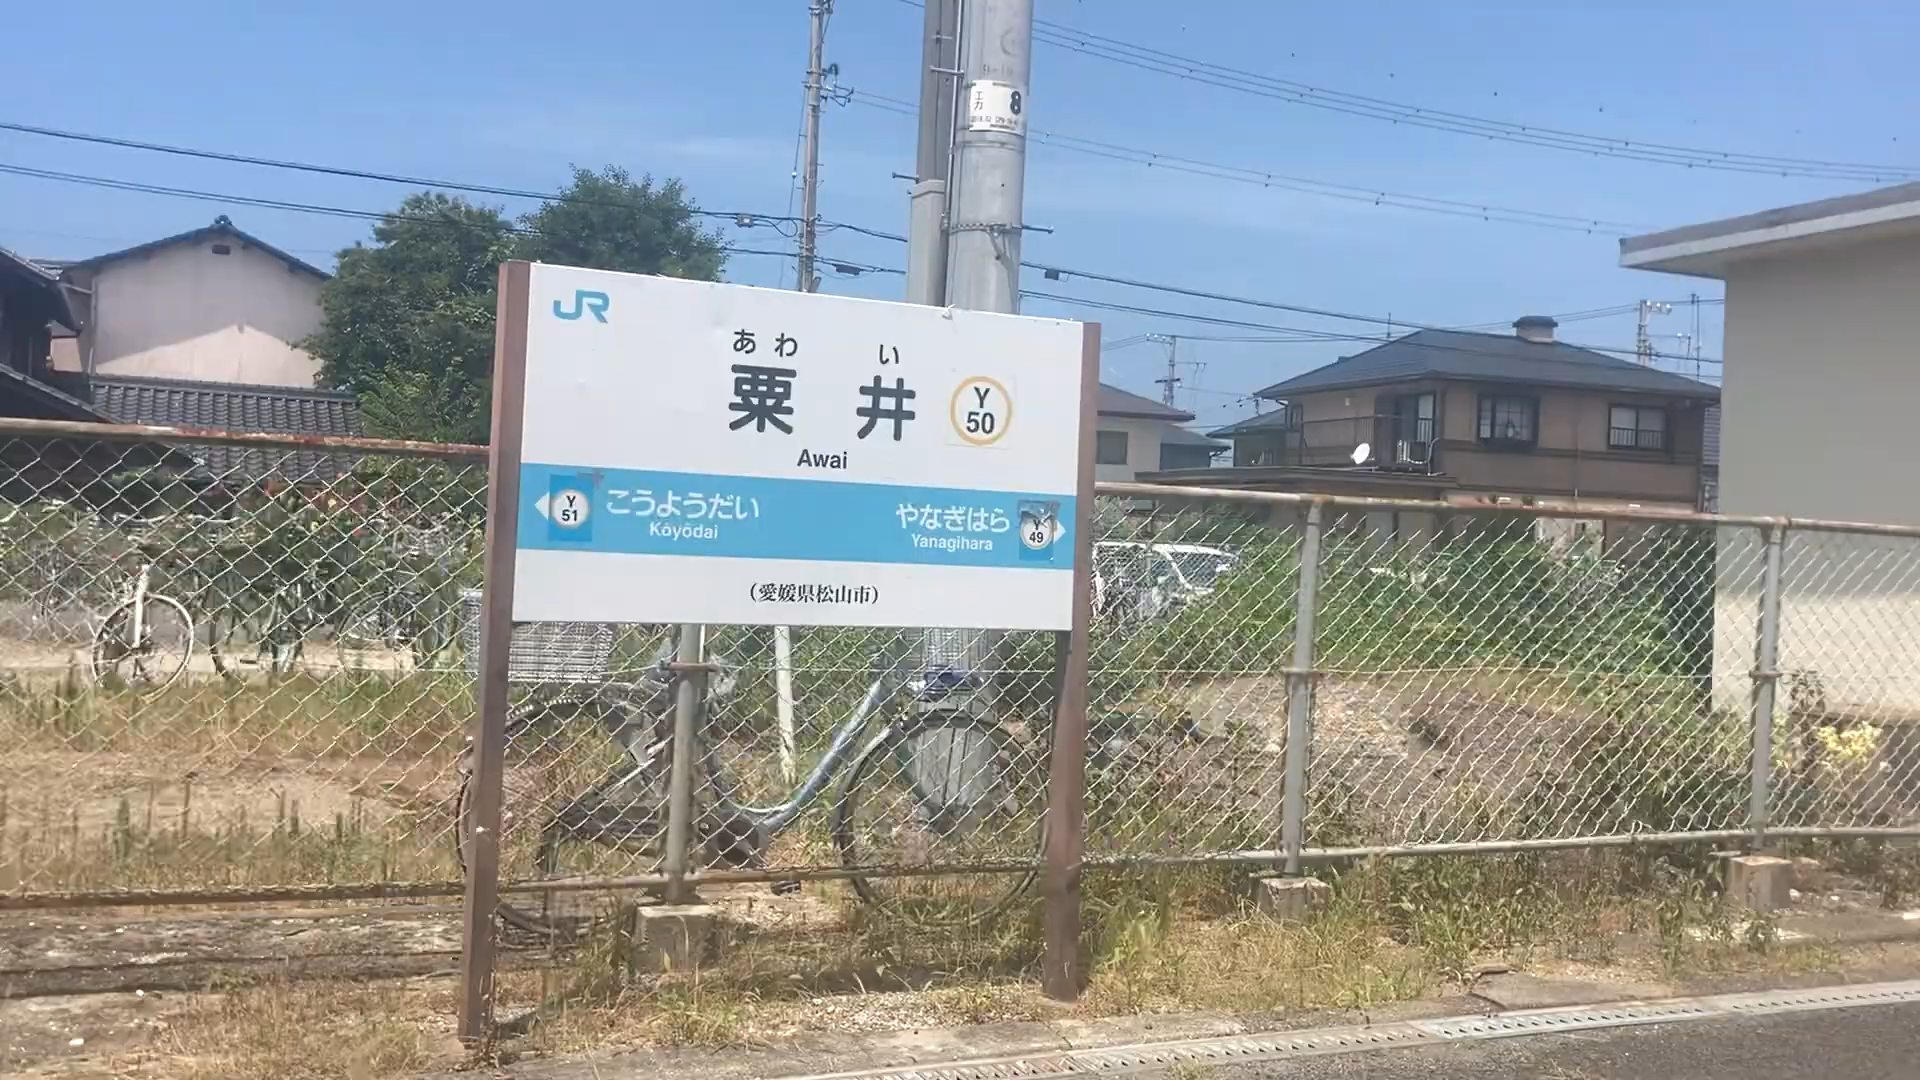 エカ 8
JR
あわ い
粟 井
Y
50
Awai
Y
51
こうようだい
Kōyōdai
やなぎはら
Yanagihara
Y
49
(愛媛県松山市)